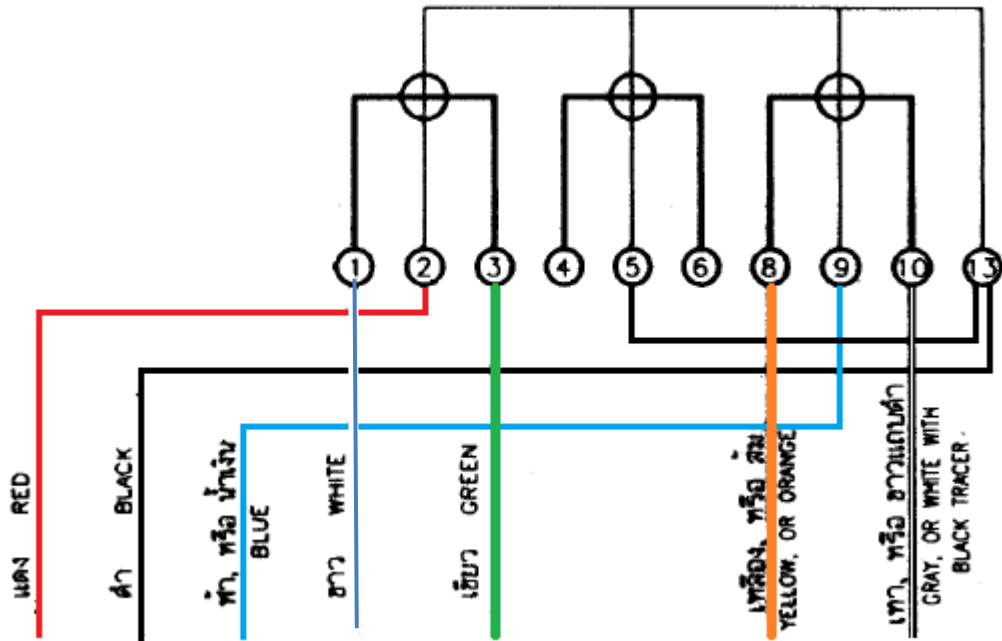 1 2 3 4 5 6 8 9 10 13
แดง RED
ดำ BLACK
ฟ้า, หรือ น้ำเงิน
BLUE
ขาว WHITE
เขียว GREEN
เหลือง, หรือ ส้ม
YELLOW, OR ORANGE
เทา, หรือ ขาวแถบดำ
GRAY, OR WHITE WITH
BLACK TRACER.